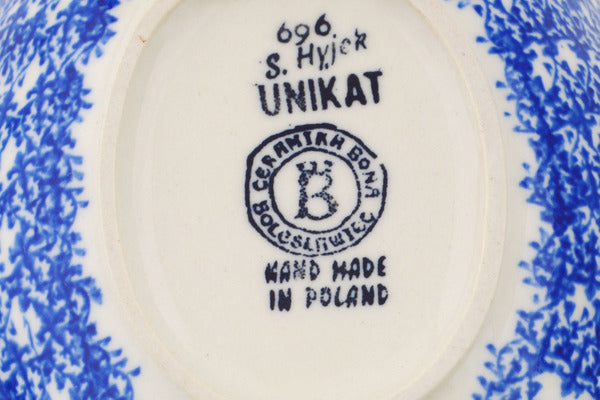 696.
S. Hyjek
UNIKAT
CERAMIKA BONA
B
BOLESŁAWIEC
HAND MADE
IN POLAND